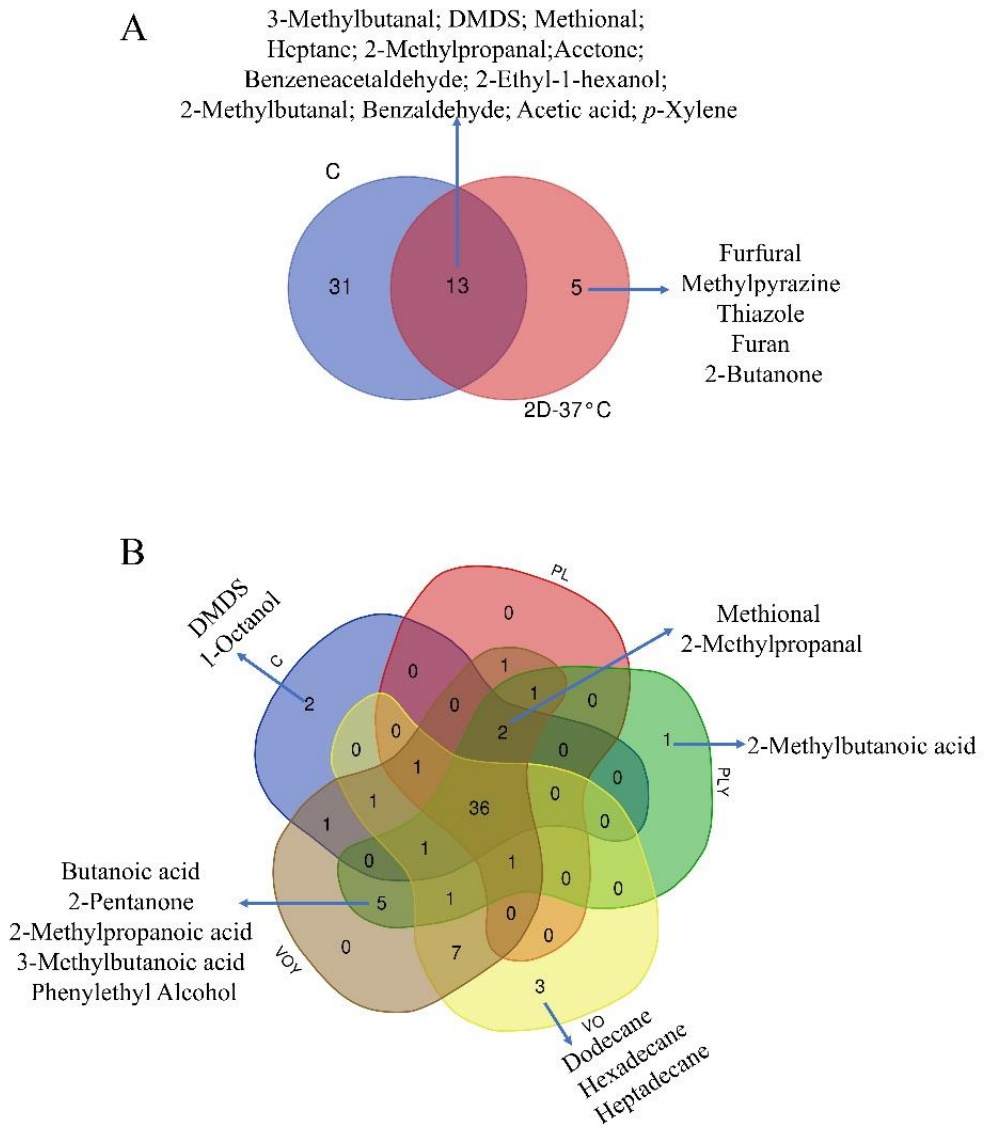 A
3-Methylbutanal; DMDS; Methional;
Heptane; 2-Methylpropanal;Acetone;
Benzeneacetaldehyde; 2-Ethyl-1-hexanol;
2-Methylbutanal; Benzaldehyde; Acetic acid; p-Xylene
C
31
13
5
Furfural
Methylpyrazine
Thiazole
Furan
2-Butanone
2D-37°C
B
DMDS
1-Octanol
C
2
PL
0
Methional
2-Methylpropanal
1
1
0
0
0
2
0
1
2-Methylbutanoic acid
PLY
0
0
1
0
0
0
36
1
1
0
1
1
0
0
Butanoic acid
2-Pentanone
2-Methylpropanoic acid
3-Methylbutanoic acid
Phenylethyl Alcohol
5
1
0
0
VOY
0
7
0
3
VO
Dodecane
Hexadecane
Heptadecane